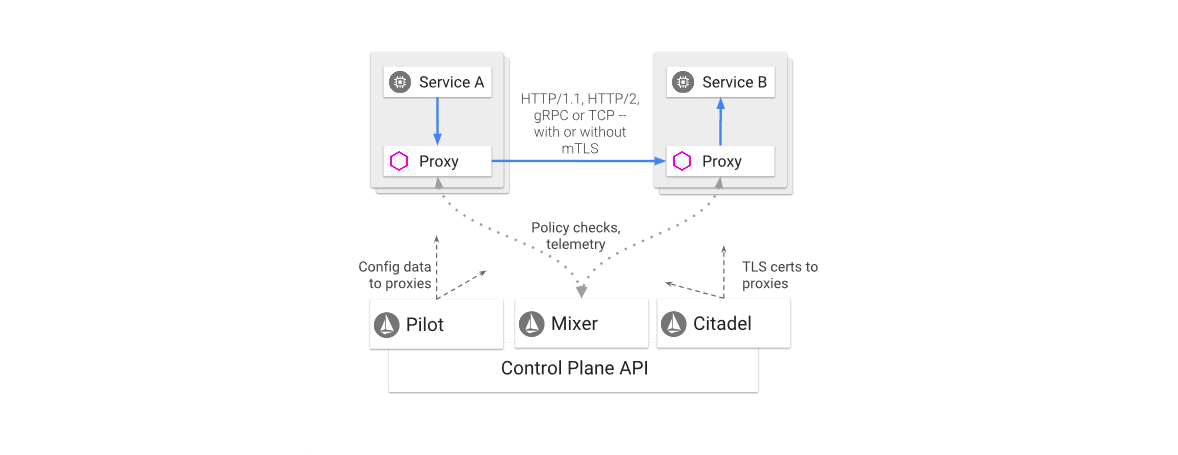 Service A
Service B
HTTP/1.1, HTTP/2,
gRPC or TCP --
with or without
mTLS
Proxy
Proxy
Policy checks,
telemetry
Config data
to proxies
TLS certs to
proxies
Pilot
Mixer
Citadel
Control Plane API